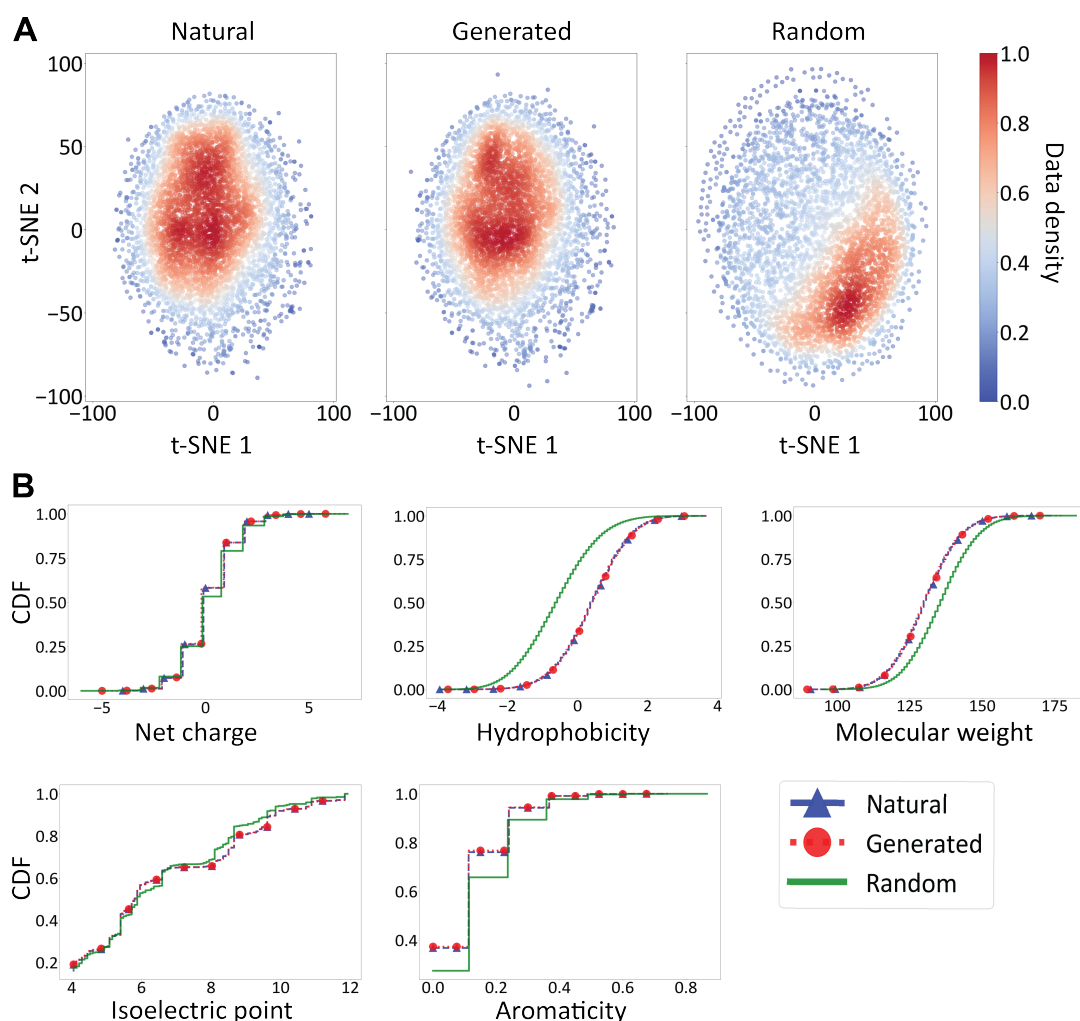 A
Natural Generated Random
100
50
0
−50
−100
t-SNE 2
−100 0 100
−100 0 100
−100 0 100
t-SNE 1 t-SNE 1 t-SNE 1
1.0
0.8
0.6
0.4
0.2
0.0
Data density
B
CDF
1.00
0.75
0.50
0.25
0.00
−5 0 5
Net charge
1.00
0.75
0.50
0.25
0.00
−4 −2 0 2 4
Hydrophobicity
1.00
0.75
0.50
0.25
0.00
100 125 150 175
Molecular weight
CDF
1.0
0.8
0.6
0.4
0.2
4 6 8 10 12
Isoelectric point
1.0
0.8
0.6
0.4
0.0 0.2 0.4 0.6 0.8
Aromaticity
Natural
Generated
Random